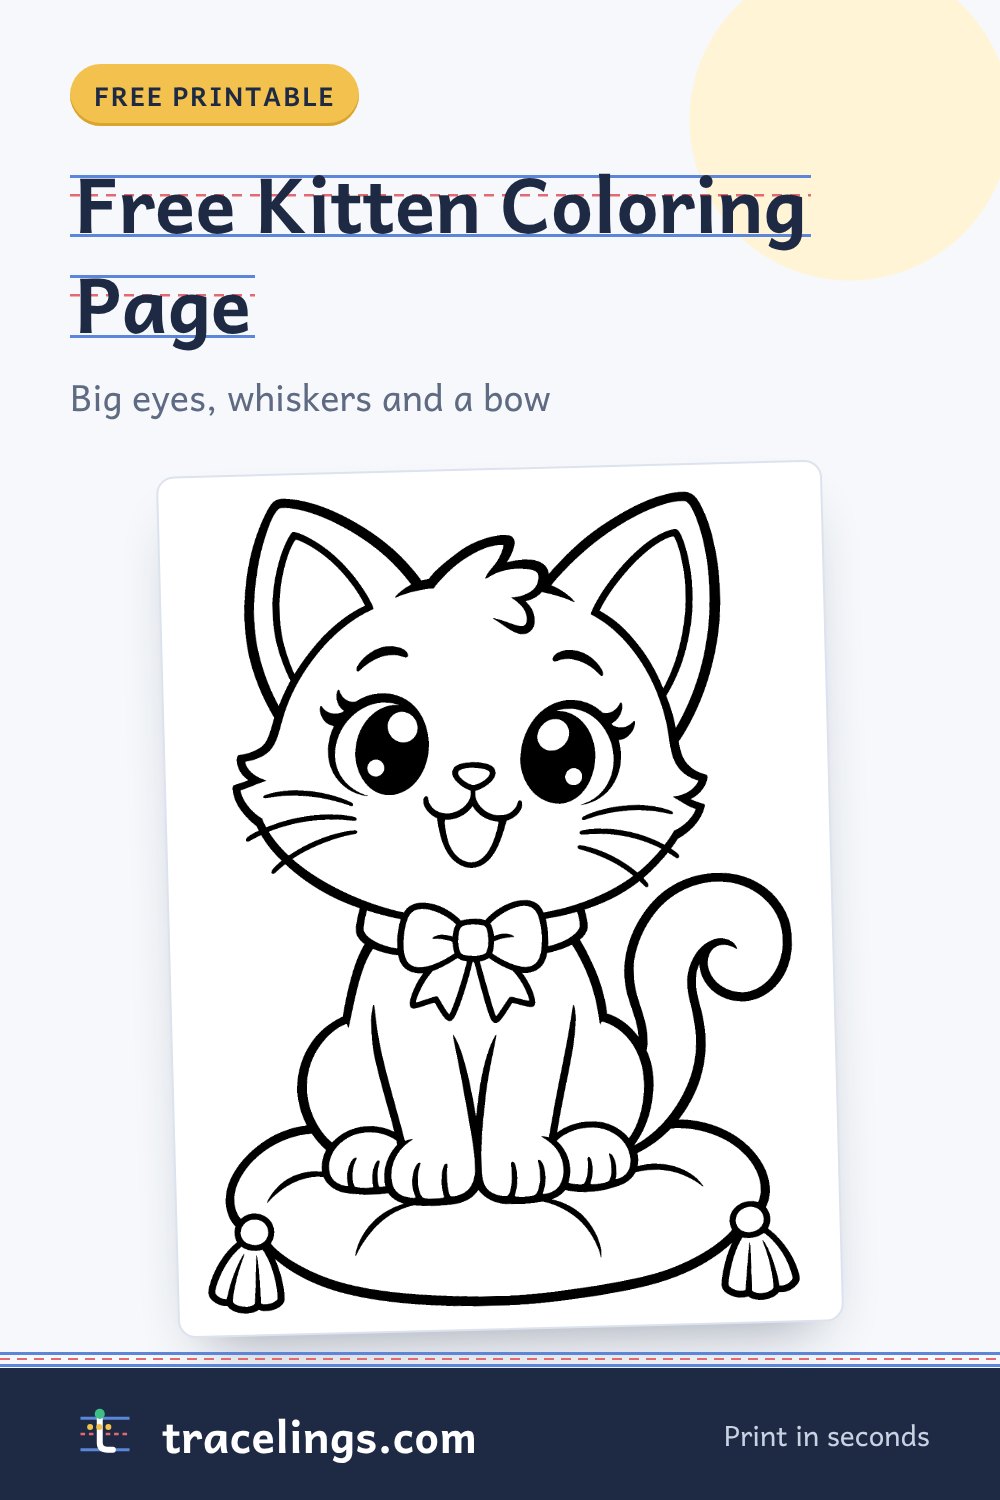 FREE PRINTABLE
Free Kitten Coloring
Page
Big eyes, whiskers and a bow
tracelings.com
Print in seconds